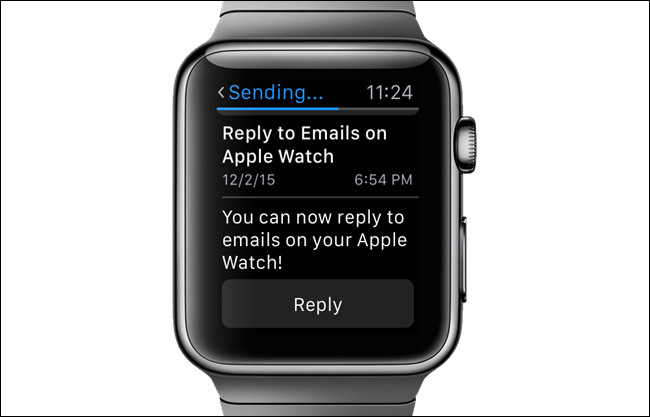 <Sending... 11:24
Reply to Emails on
Apple Watch
12/2/15 6:54 PM
You can now reply to
emails on your Apple
Watch!
Reply